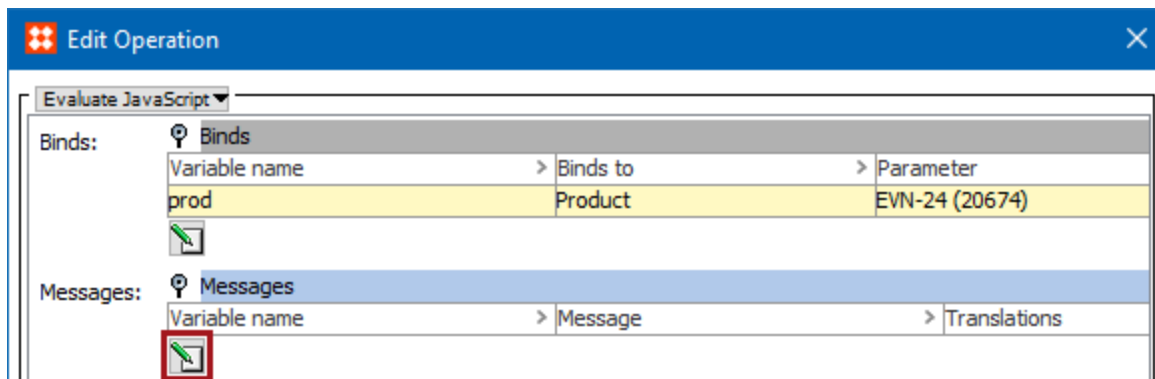 Edit Operation
Evaluate JavaScript
Binds: Binds
Variable name > Binds to > Parameter
prod Product EVN-24 (20674)
Messages: Messages
Variable name > Message > Translations